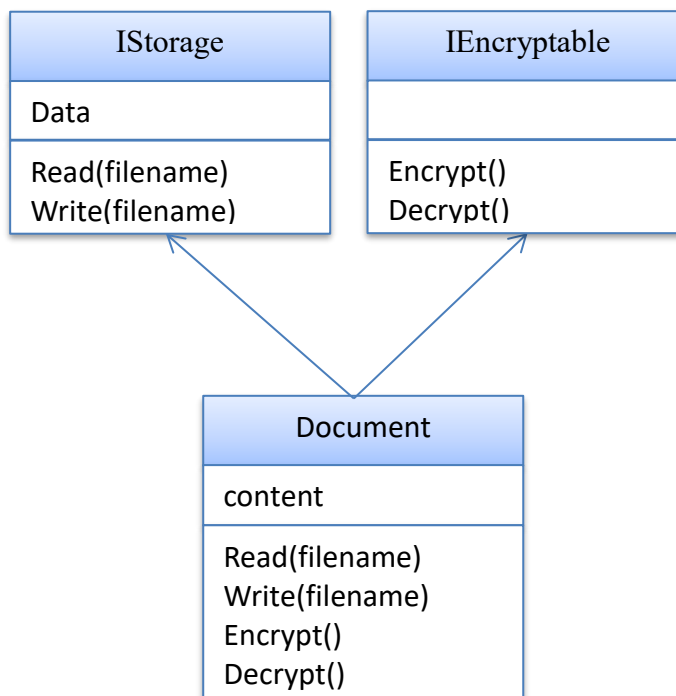 IStorage
Data
Read(filename)
Write(filename)
IEncryptable
Encrypt()
Decrypt()
Document
content
Read(filename)
Write(filename)
Encrypt()
Decrypt()